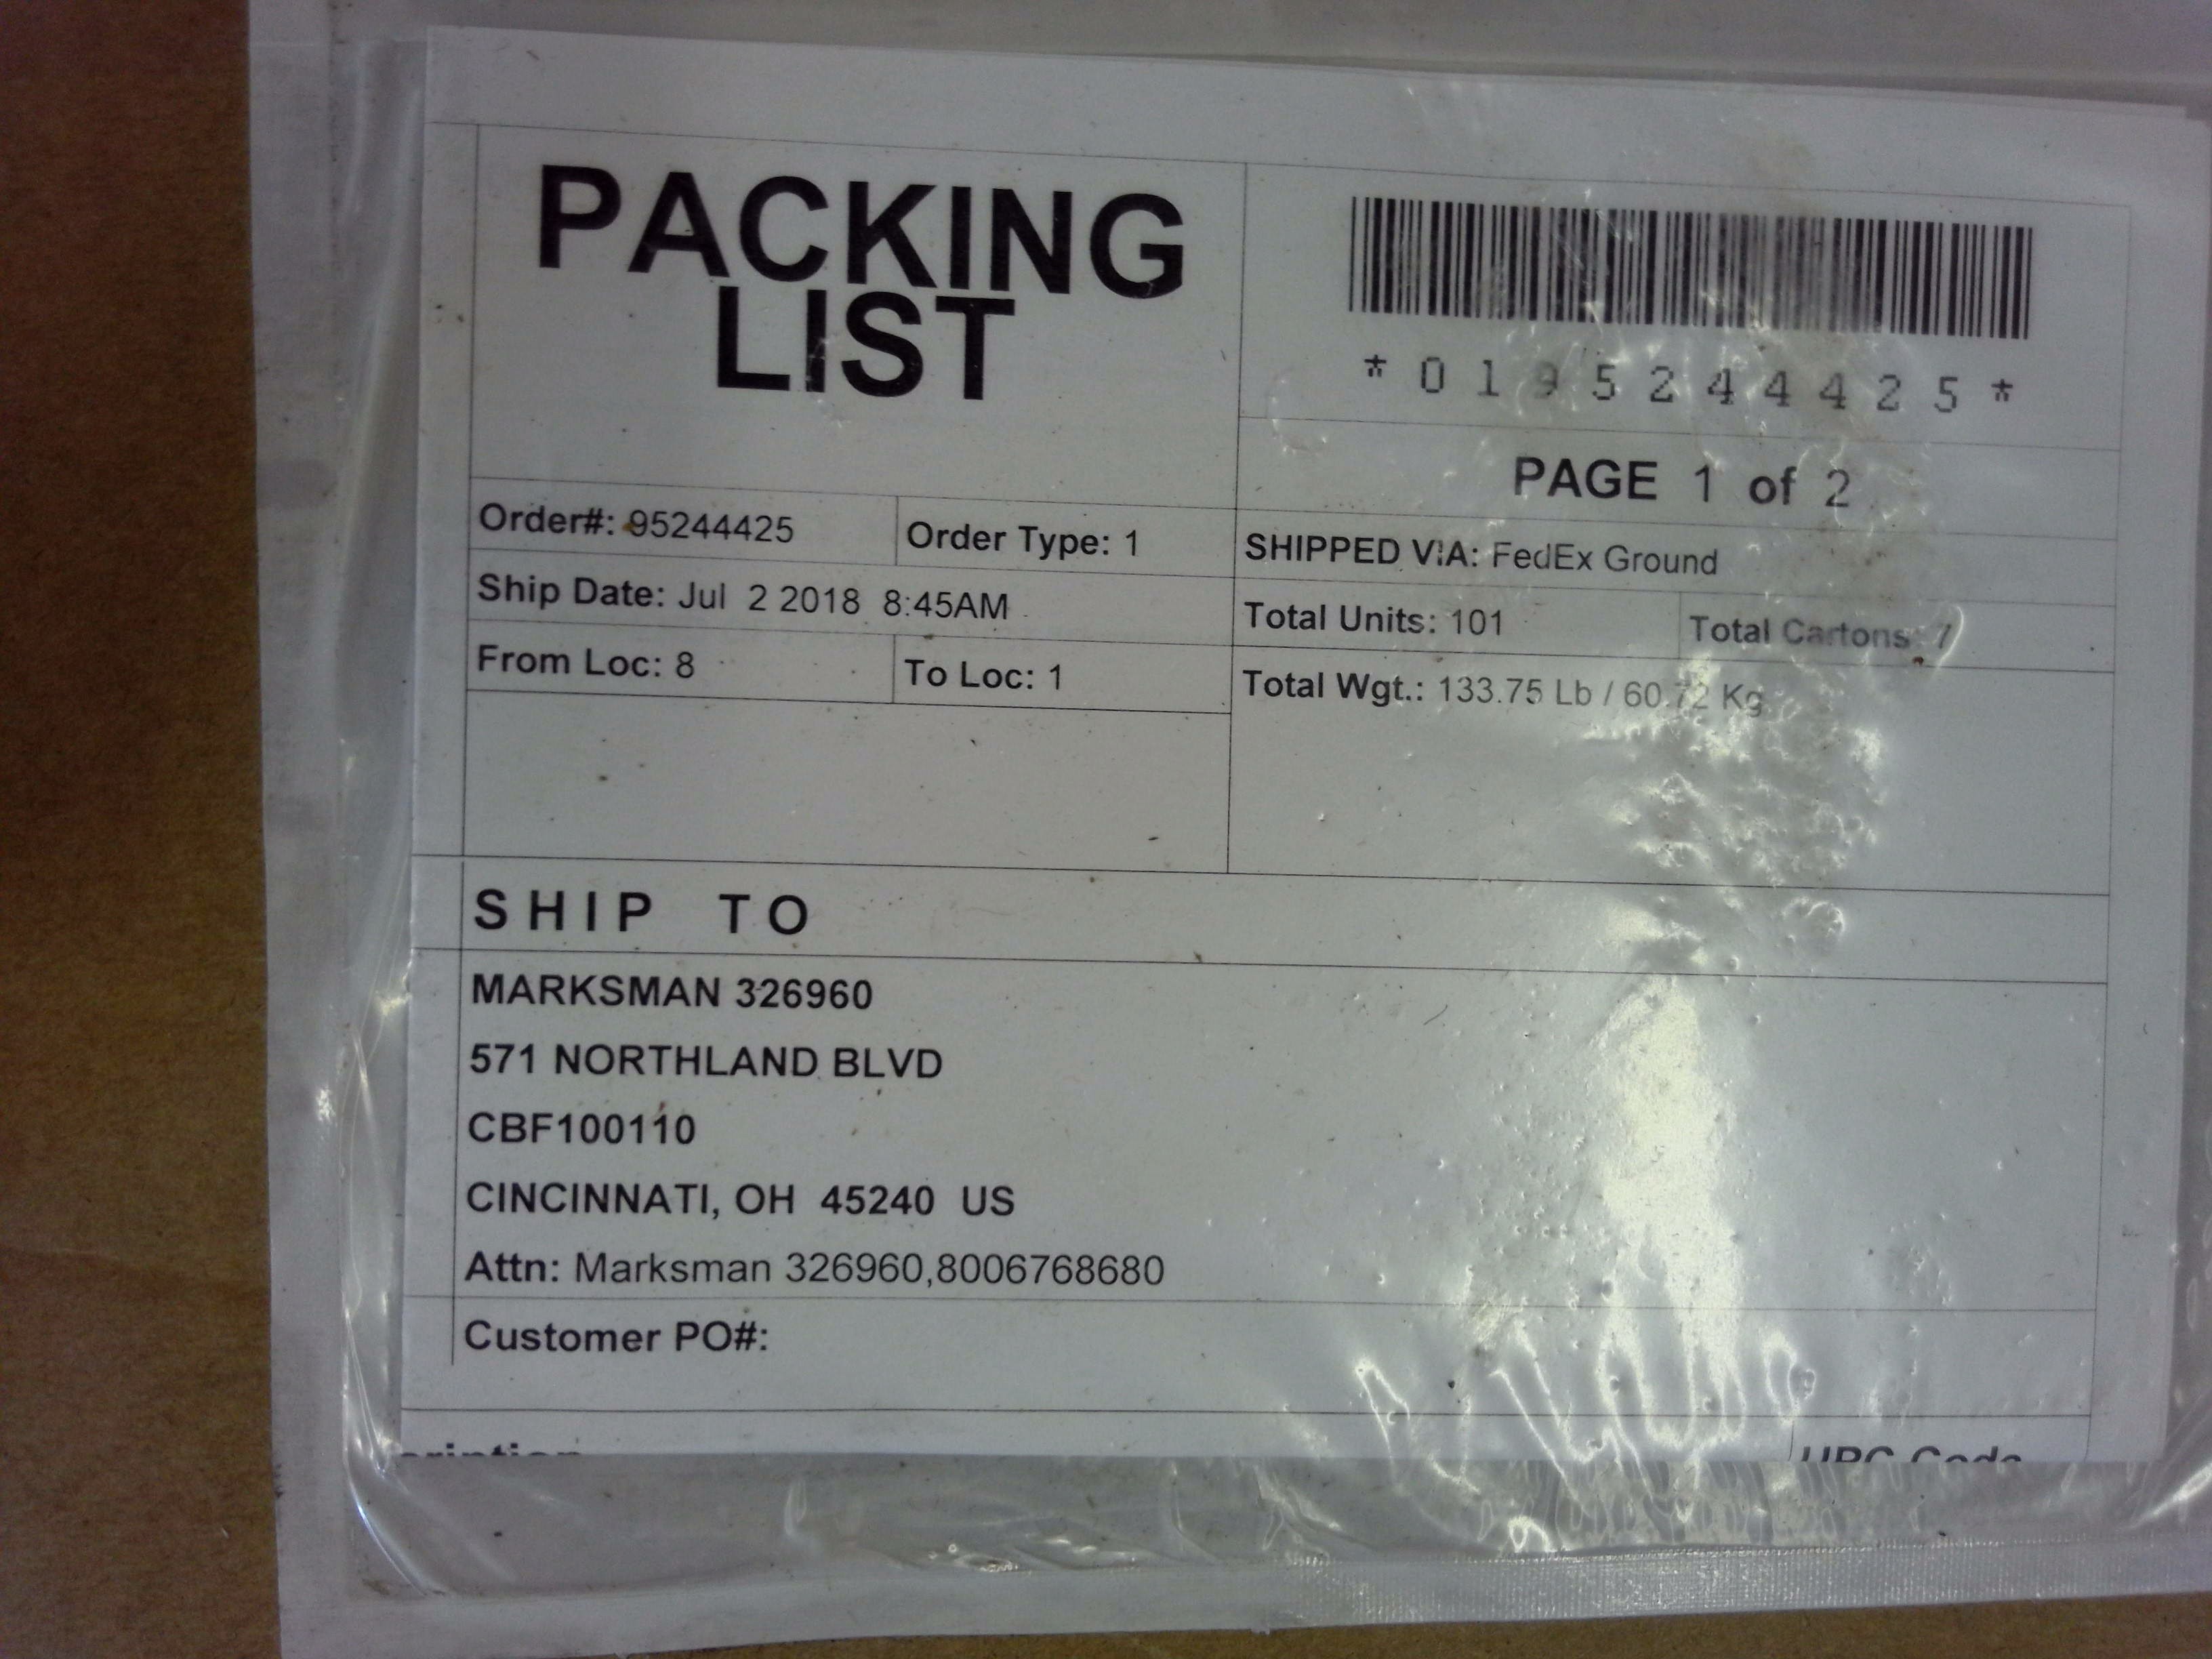 PACKING
LIST
*0195244425*
PAGE 1 of 2
Order#: 95244425
Order Type: 1
SHIPPED VIA: FedEx Ground
Ship Date: Jul 2 2018 8:45AM
Total Units: 101
Total Cartons: 7
From Loc: 8
To Loc: 1
Total Wgt.: 133.75 Lb / 60.72 Kg
SHIP TO
MARKSMAN 326960
571 NORTHLAND BLVD
CBF100110
CINCINNATI, OH 45240 US
Attn: Marksman 326960,8006768680
Customer PO#:
UPC Code